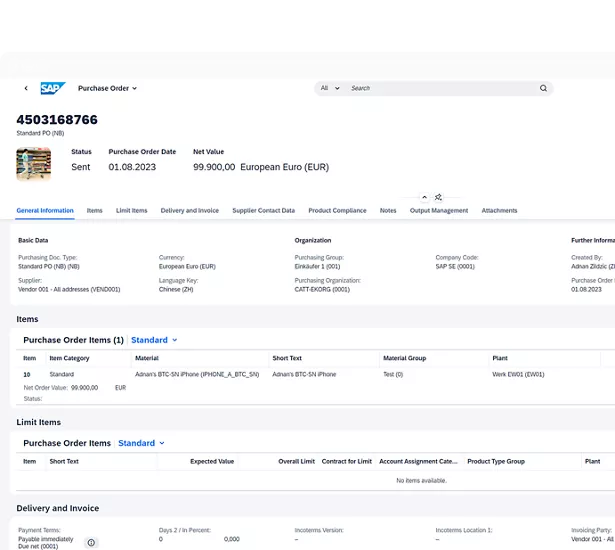 SAP Purchase Order All Search
4503168766
Standard PO (NB)
Status Purchase Order Date Net Value
Sent 01.08.2023 99.900,00 European Euro (EUR)
General Information Items Limit Items Delivery and Invoice Supplier Contact Data Product Compliance Notes Output Management Attachments
Basic Data Organization Further Informa
Purchasing Doc. Type: Currency: Purchasing Group: Company Code: Created By:
Standard PO (NB) (NB) European Euro (EUR) Einkäufer 1 (001) SAP SE (0001) Adnan Zildzic (Z
Supplier: Language Key: Purchasing Organization: Purchase Order
Vendor 001 - All addresses (VEND001) Chinese (ZH) CATT-EKORG (0001) 01.08.2023
Items
Purchase Order Items (1) Standard
Item Item Category Material Short Text Material Group Plant
10 Standard Adnan's BTC-SN iPhone (IPHONE_A_BTC_SN) Adnan's BTC-SN iPhone Test (0) Werk EW01 (EW01)
Net Order Value: 99.900,00 EUR
Status:
Limit Items
Purchase Order Items Standard
Item Short Text Expected Value Overall Limit Contract for Limit Account Assignment Cate... Product Type Group Plant
No items available.
Delivery and Invoice
Payment Terms: Days 2 / In Percent: Incoterms Version: Incoterms Location 1: Invoicing Party:
Payable immediately 0 0,000 – – Vendor 001 - All
Due net (0001)